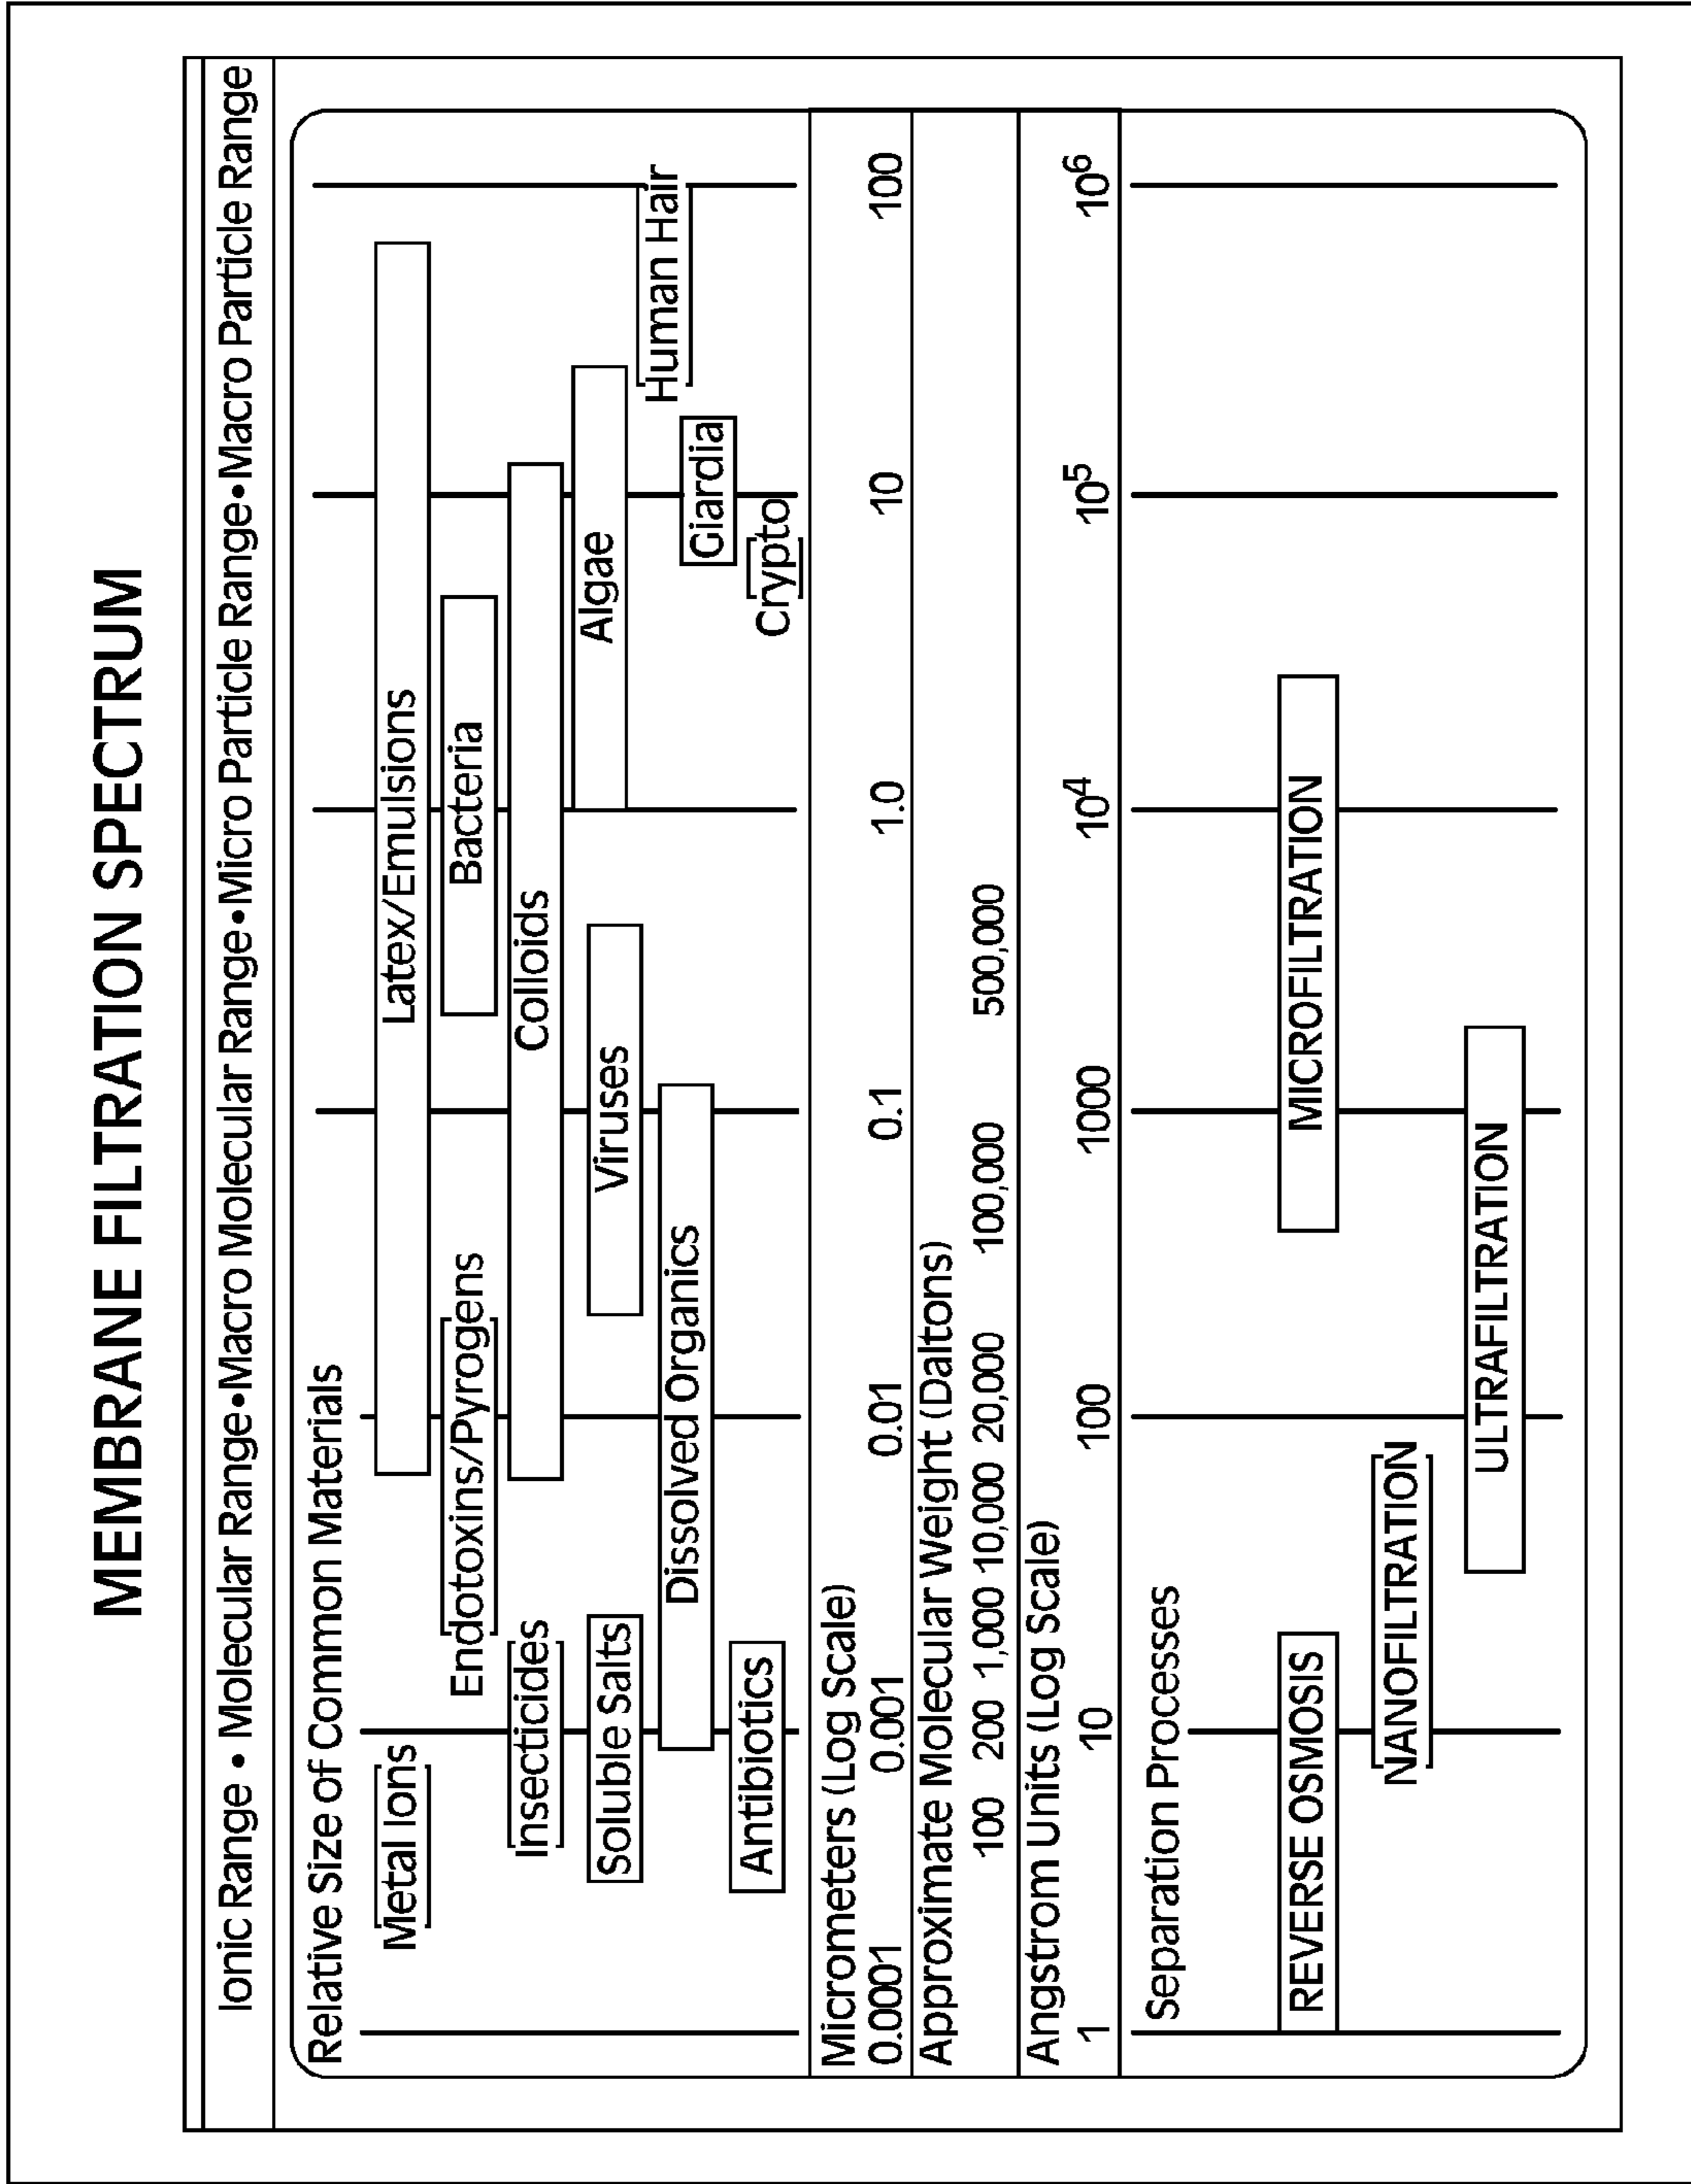 MEMBRANE FILTRATION SPECTRUM
Ionic Range • Molecular Range•Macro Molecular Range•Micro Particle Range•Macro Particle Range
Relative Size of Common Materials
Metal Ions
Latex/Emulsions
Endotoxins/Pyrogens
Bacteria
Insecticides
Colloids
Algae
Soluble Salts
Viruses
Human Hair
Dissolved Organics
Giardia
Antibiotics
Crypto
Micrometers (Log Scale)
0.0001 0.001 0.01 0.1 1.0 10 100
Approximate Molecular Weight (Daltons)
100 200 1,000 10,000 20,000 100,000 500,000
Angstrom Units (Log Scale)
1 10 100 1000 10⁴ 10⁵ 10⁶
Separation Processes
REVERSE OSMOSIS
MICROFILTRATION
NANOFILTRATION
ULTRAFILTRATION